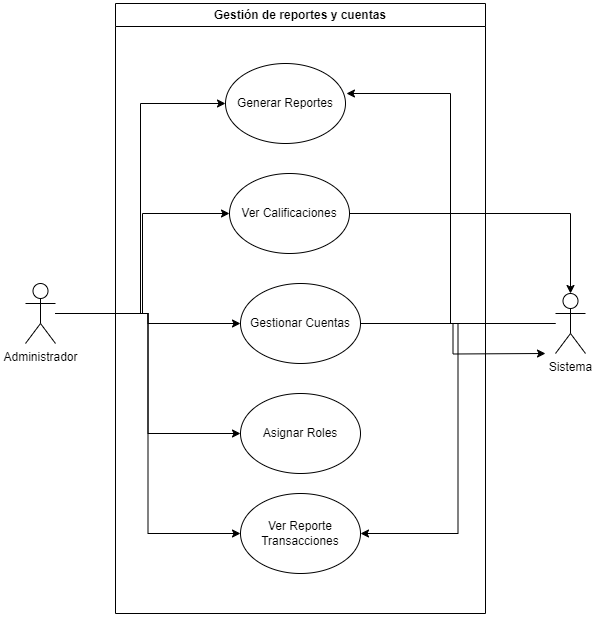 Gestión de reportes y cuentas
Generar Reportes
Ver Calificaciones
Gestionar Cuentas
Administrador
Sistema
Asignar Roles
Ver Reporte
Transacciones